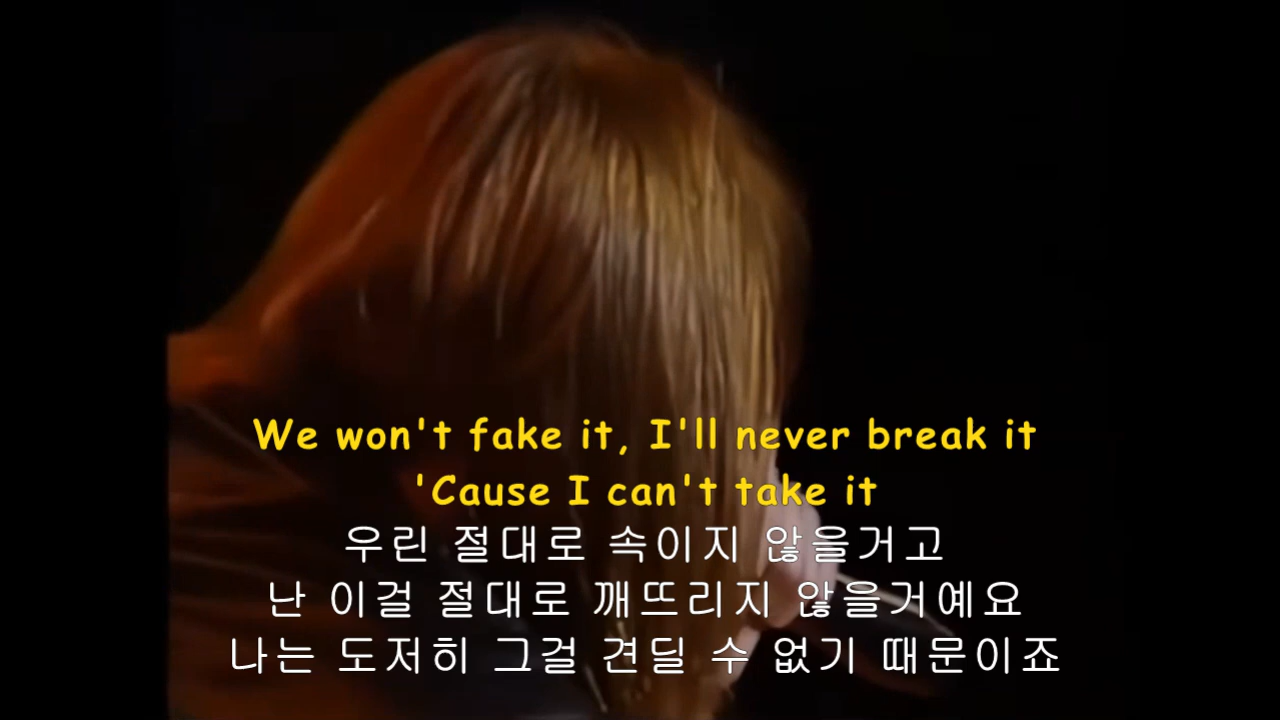 We won't fake it, I'll never break it
'Cause I can't take it
우린 절대로 속이지 않을거고
난 이걸 절대로 깨뜨리지 않을거예요
나는 도저히 그걸 견딜 수 없기 때문이죠